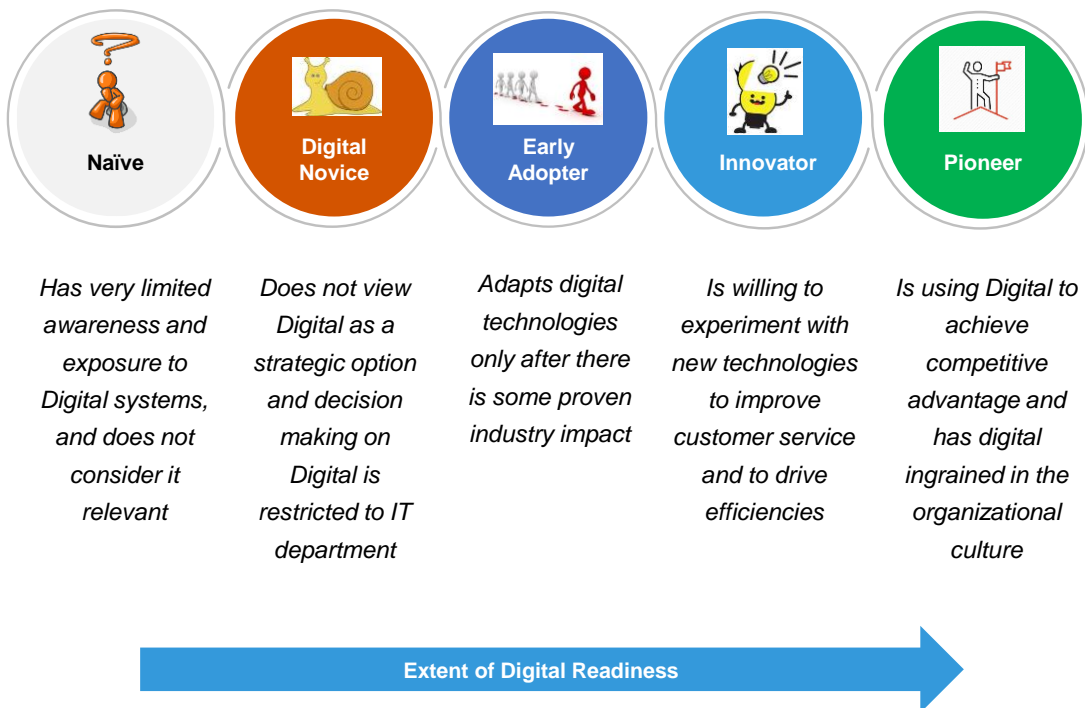 Naïve
Digital
Novice
Early
Adopter
Innovator
Pioneer
Has very limited
awareness and
exposure to
Digital systems,
and does not
consider it
relevant
Does not view
Digital as a
strategic option
and decision
making on
Digital is
restricted to IT
department
Adapts digital
technologies
only after there
is some proven
industry impact
Is willing to
experiment with
new technologies
to improve
customer service
and to drive
efficiencies
Is using Digital to
achieve
competitive
advantage and
has digital
ingrained in the
organizational
culture
Extent of Digital Readiness